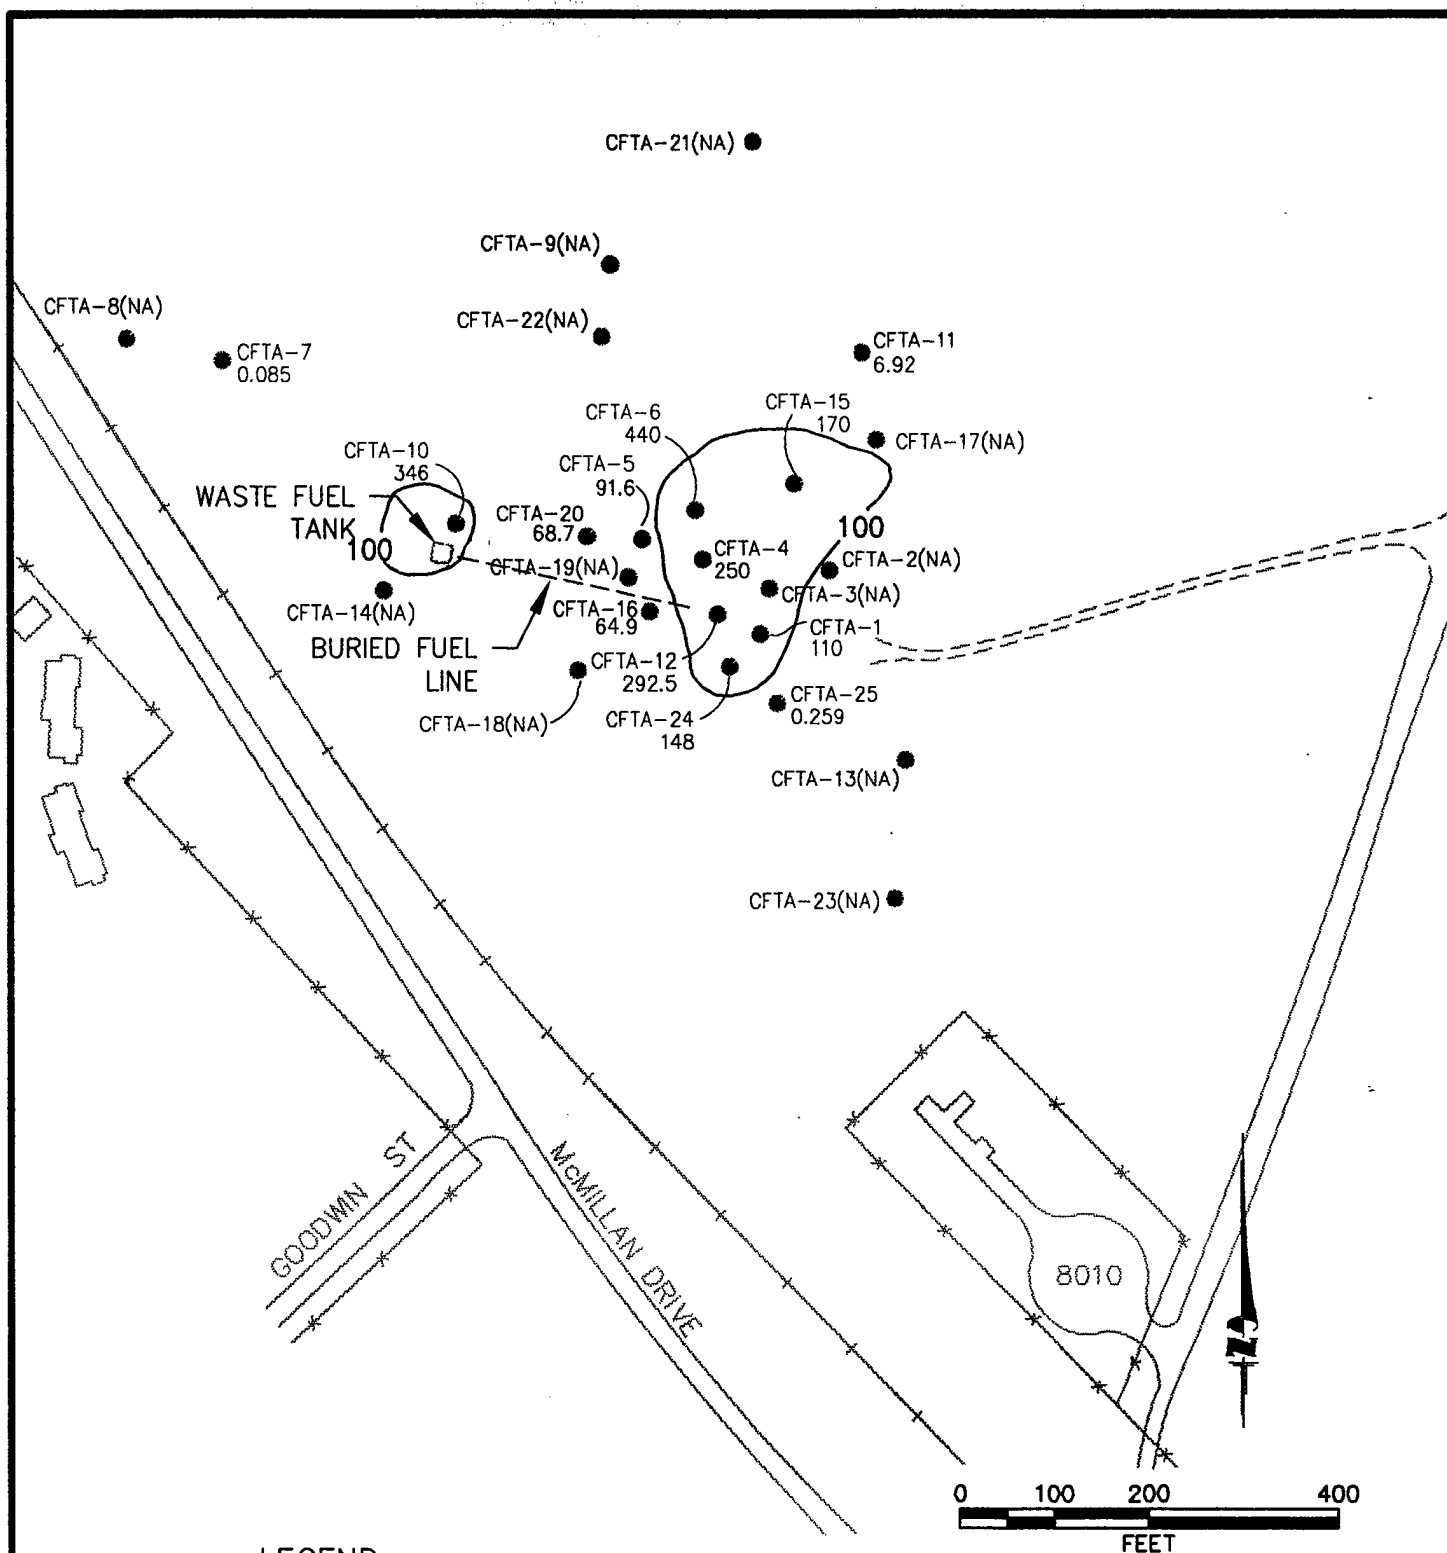 CFTA-21(NA)
CFTA-9(NA)
CFTA-8(NA)
CFTA-22(NA)
CFTA-7
0.085
CFTA-11
6.92
CFTA-15
170
CFTA-6
440
CFTA-17(NA)
CFTA-10
346
CFTA-5
91.6
WASTE FUEL
TANK
100
CFTA-20
68.7
100
CFTA-4
250
CFTA-2(NA)
CFTA-19(NA)
CFTA-3(NA)
CFTA-14(NA)
CFTA-16
64.9
CFTA-1
110
BURIED FUEL
LINE
CFTA-12
292.5
CFTA-25
0.259
CFTA-18(NA)
CFTA-24
148
CFTA-13(NA)
CFTA-23(NA)
GOODWIN ST
McMILLAN DRIVE
8010
N
0 100 200 400
FEET
LEGEND